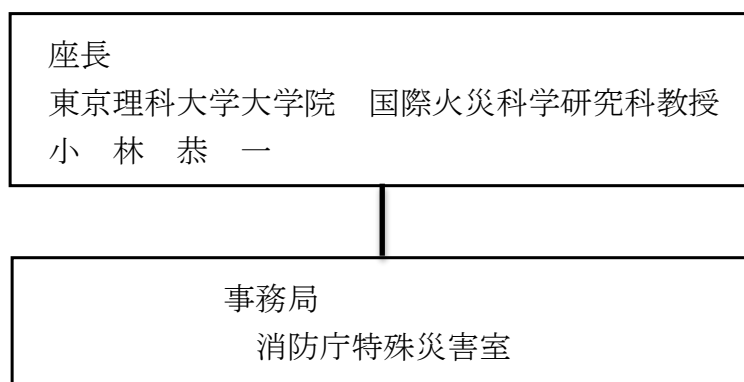 座長
東京理科大学大学院　国際火災科学研究科教授
小　林　恭　一
事務局
消防庁特殊災害室